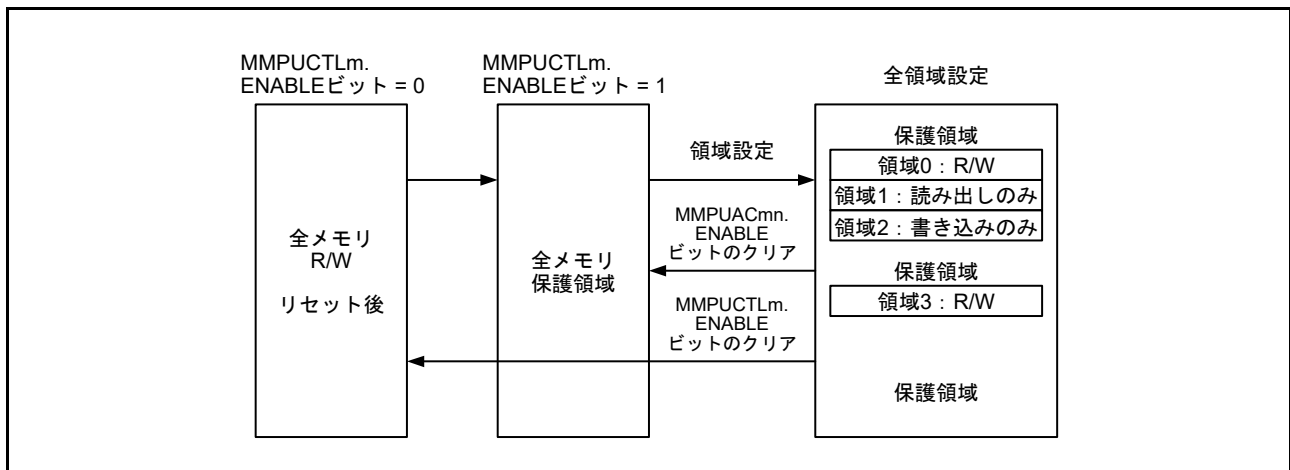 MMPUCTLm.
ENABLEビット = 0
MMPUCTLm.
ENABLEビット = 1
全領域設定
全メモリ
R/W
リセット後
全メモリ
保護領域
領域設定
MMPUACmn.
ENABLE
ビットのクリア
MMPUCTLm.
ENABLE
ビットのクリア
保護領域
領域0：R/W
領域1：読み出しのみ
領域2：書き込みのみ
保護領域
領域3：R/W
保護領域